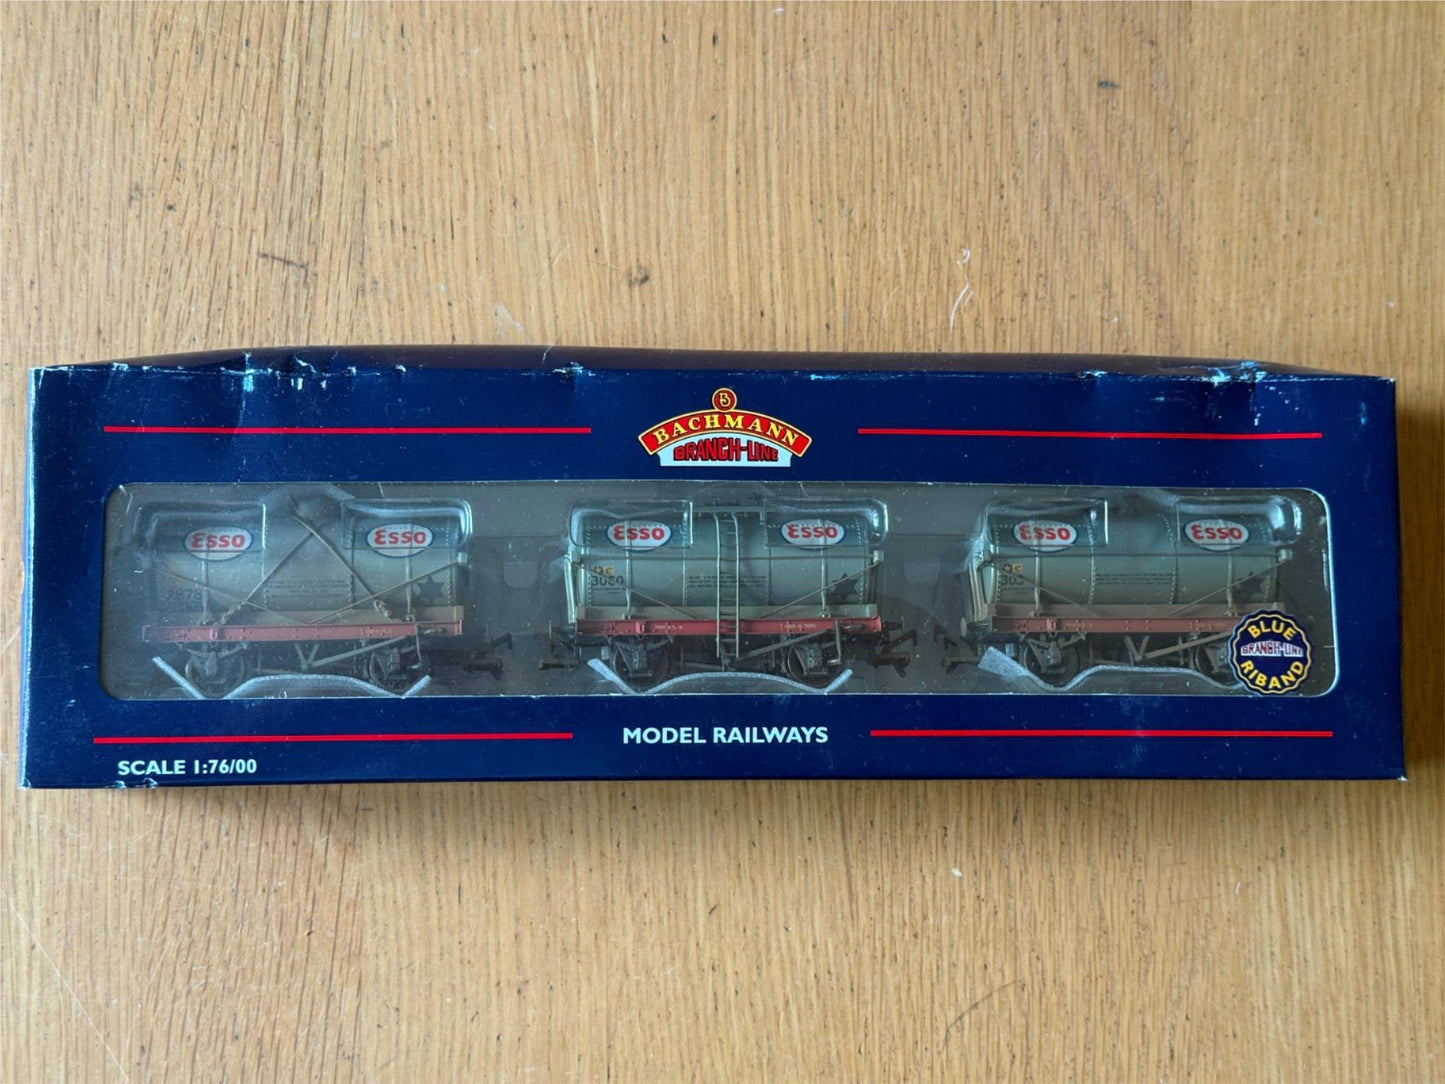 B
BACHMANN
BRANCH-LINE
Esso
Esso
Esso
Esso
Esso
Esso
3060
BLUE
BRANCH-LINE
RIBAND
MODEL RAILWAYS
SCALE 1:76/00